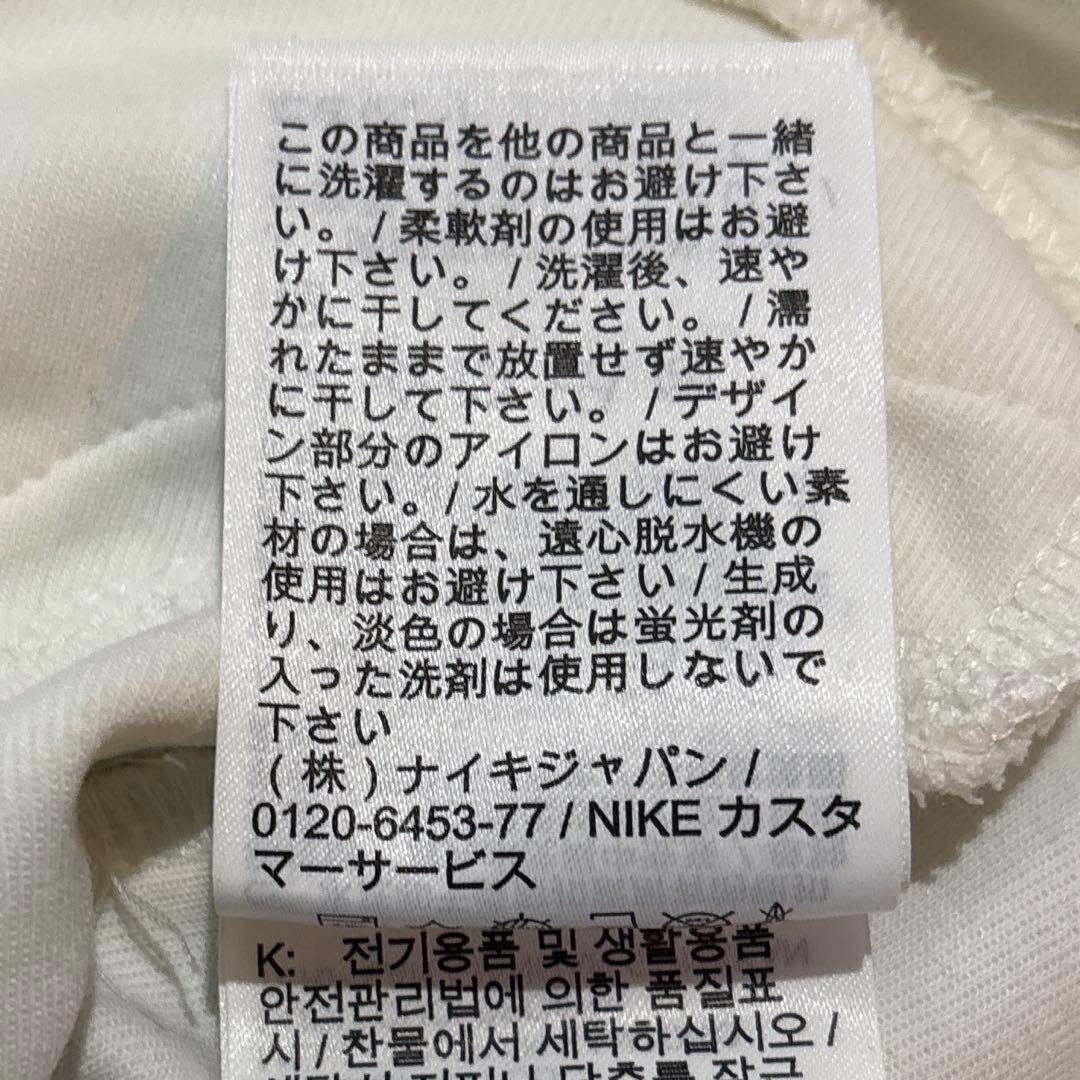 この商品を他の商品と一緒
に洗濯するのはお避け下さ
い。 / 柔軟剤の使用はお避
け下さい。 / 洗濯後、速や
かに干してください。 / 濡
れたままで放置せず速やか
に干して下さい。 / デザイ
ン部分のアイロンはお避け
下さい。/ 水を通しにくい素
材の場合は、遠心脱水機の
使用はお避け下さい / 生成
り、淡色の場合は蛍光剤の
入った洗剤は使用しないで
下さい
(株) ナイキジャパン /
0120-6453-77 / NIKE カスタ
マーサービス
K: 전기용품 및 생활용품
안전관리법에 의한 품질표
시 / 찬물에서 세탁하십시오 /